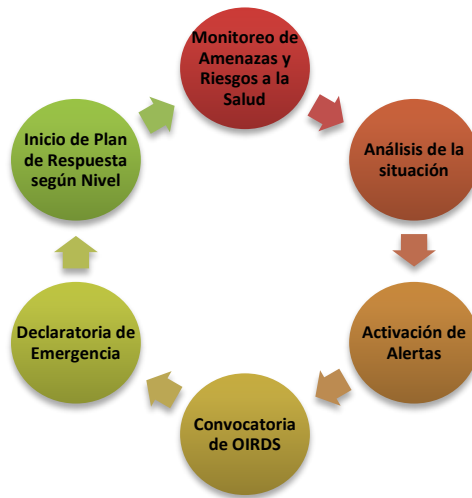 Monitoreo de
Amenazas y
Riesgos a la
Salud
Análisis de la
situación
Activación de
Alertas
Convocatoria
de OIRDS
Declaratoria de
Emergencia
Inicio de Plan
de Respuesta
según Nivel